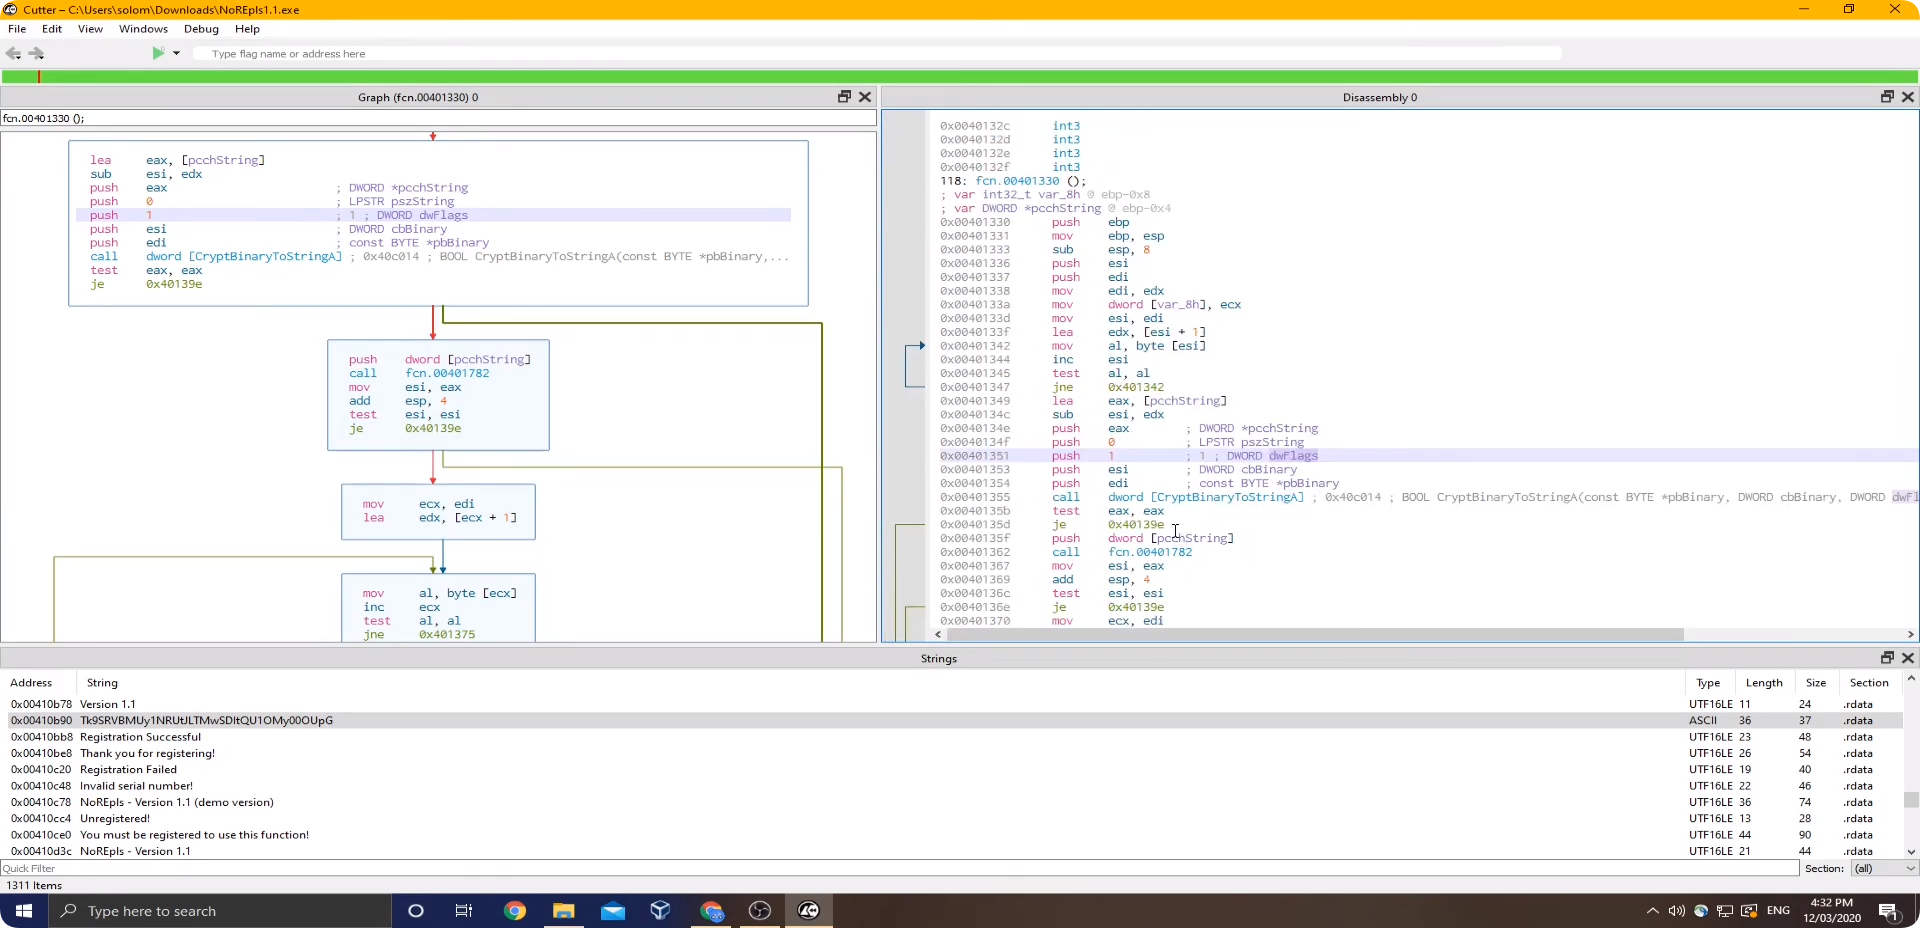 Cutter – C:\Users\solom\Downloads\NoREpls1.1.exe
File Edit View Windows Debug Help
Type flag name or address here
Graph (fcn.00401330) 0
fcn.00401330 ();
lea eax, [pcchString]
sub esi, edx
push eax ; DWORD *pcchString
push 0 ; LPSTR pszString
push 1 ; 1 ; DWORD dwFlags
push esi ; DWORD cbBinary
push edi ; const BYTE *pbBinary
call dword [CryptBinaryToStringA] ; 0x40c014 ; BOOL CryptBinaryToStringA(const BYTE *pbBinary,...
test eax, eax
je 0x40139e
push dword [pcchString]
call fcn.00401782
mov esi, eax
add esp, 4
test esi, esi
je 0x40139e
mov ecx, edi
lea edx, [ecx + 1]
mov al, byte [ecx]
inc ecx
test al, al
jne 0x401375
Disassembly 0
0x0040132c int3
0x0040132d int3
0x0040132e int3
0x0040132f int3
118: fcn.00401330 ();
; var int32_t var_8h @ ebp-0x8
; var DWORD *pcchString @ ebp-0x4
0x00401330 push ebp
0x00401331 mov ebp, esp
0x00401333 sub esp, 8
0x00401336 push esi
0x00401337 push edi
0x00401338 mov edi, edx
0x0040133a mov dword [var_8h], ecx
0x0040133d mov esi, edi
0x0040133f lea edx, [esi + 1]
0x00401342 mov al, byte [esi]
0x00401344 inc esi
0x00401345 test al, al
0x00401347 jne 0x401342
0x00401349 lea eax, [pcchString]
0x0040134c sub esi, edx
0x0040134e push eax ; DWORD *pcchString
0x0040134f push 0 ; LPSTR pszString
0x00401351 push 1 ; 1 ; DWORD dwFlags
0x00401353 push esi ; DWORD cbBinary
0x00401354 push edi ; const BYTE *pbBinary
0x00401355 call dword [CryptBinaryToStringA] ; 0x40c014 ; BOOL CryptBinaryToStringA(const BYTE *pbBinary, DWORD cbBinary, DWORD dwFl
0x0040135b test eax, eax
0x0040135d je 0x40139e
0x0040135f push dword [pcchString]
0x00401362 call fcn.00401782
0x00401367 mov esi, eax
0x00401369 add esp, 4
0x0040136c test esi, esi
0x0040136e je 0x40139e
0x00401370 mov ecx, edi
Strings
Address String Type Length Size Section
0x00410b78 Version 1.1 UTF16LE 11 24 .rdata
0x00410b90 ASCII 36 37 .rdata
0x00410bb8 Registration Successful UTF16LE 23 48 .rdata
0x00410be8 Thank you for registering! UTF16LE 26 54 .rdata
0x00410c20 Registration Failed UTF16LE 19 40 .rdata
0x00410c48 Invalid serial number! UTF16LE 22 46 .rdata
0x00410c78 NoREpls - Version 1.1 (demo version) UTF16LE 36 74 .rdata
0x00410cc4 Unregistered! UTF16LE 13 28 .rdata
0x00410ce0 You must be registered to use this function! UTF16LE 44 90 .rdata
0x00410d3c NoREpls - Version 1.1 UTF16LE 21 44 .rdata
Quick Filter Section: (all)
1311 Items
Type here to search
ENG
4:32 PM
12/03/2020
1